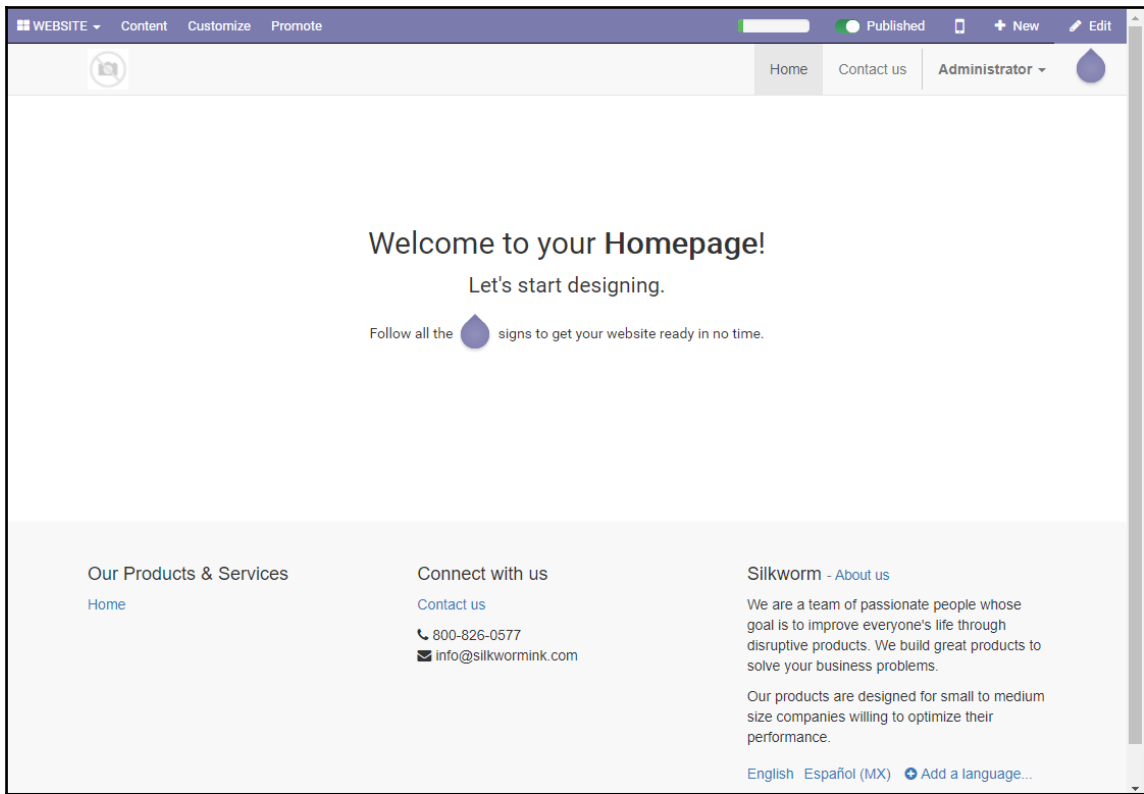 WEBSITE Content Customize Promote Published New Edit
Home Contact us Administrator
Welcome to your Homepage!
Let's start designing.
Follow all the signs to get your website ready in no time.
Our Products & Services
Home
Connect with us
Contact us
800-826-0577
info@silkwormink.com
Silkworm - About us
We are a team of passionate people whose
goal is to improve everyone's life through
disruptive products. We build great products to
solve your business problems.
Our products are designed for small to medium
size companies willing to optimize their
performance.
English Español (MX) Add a language...